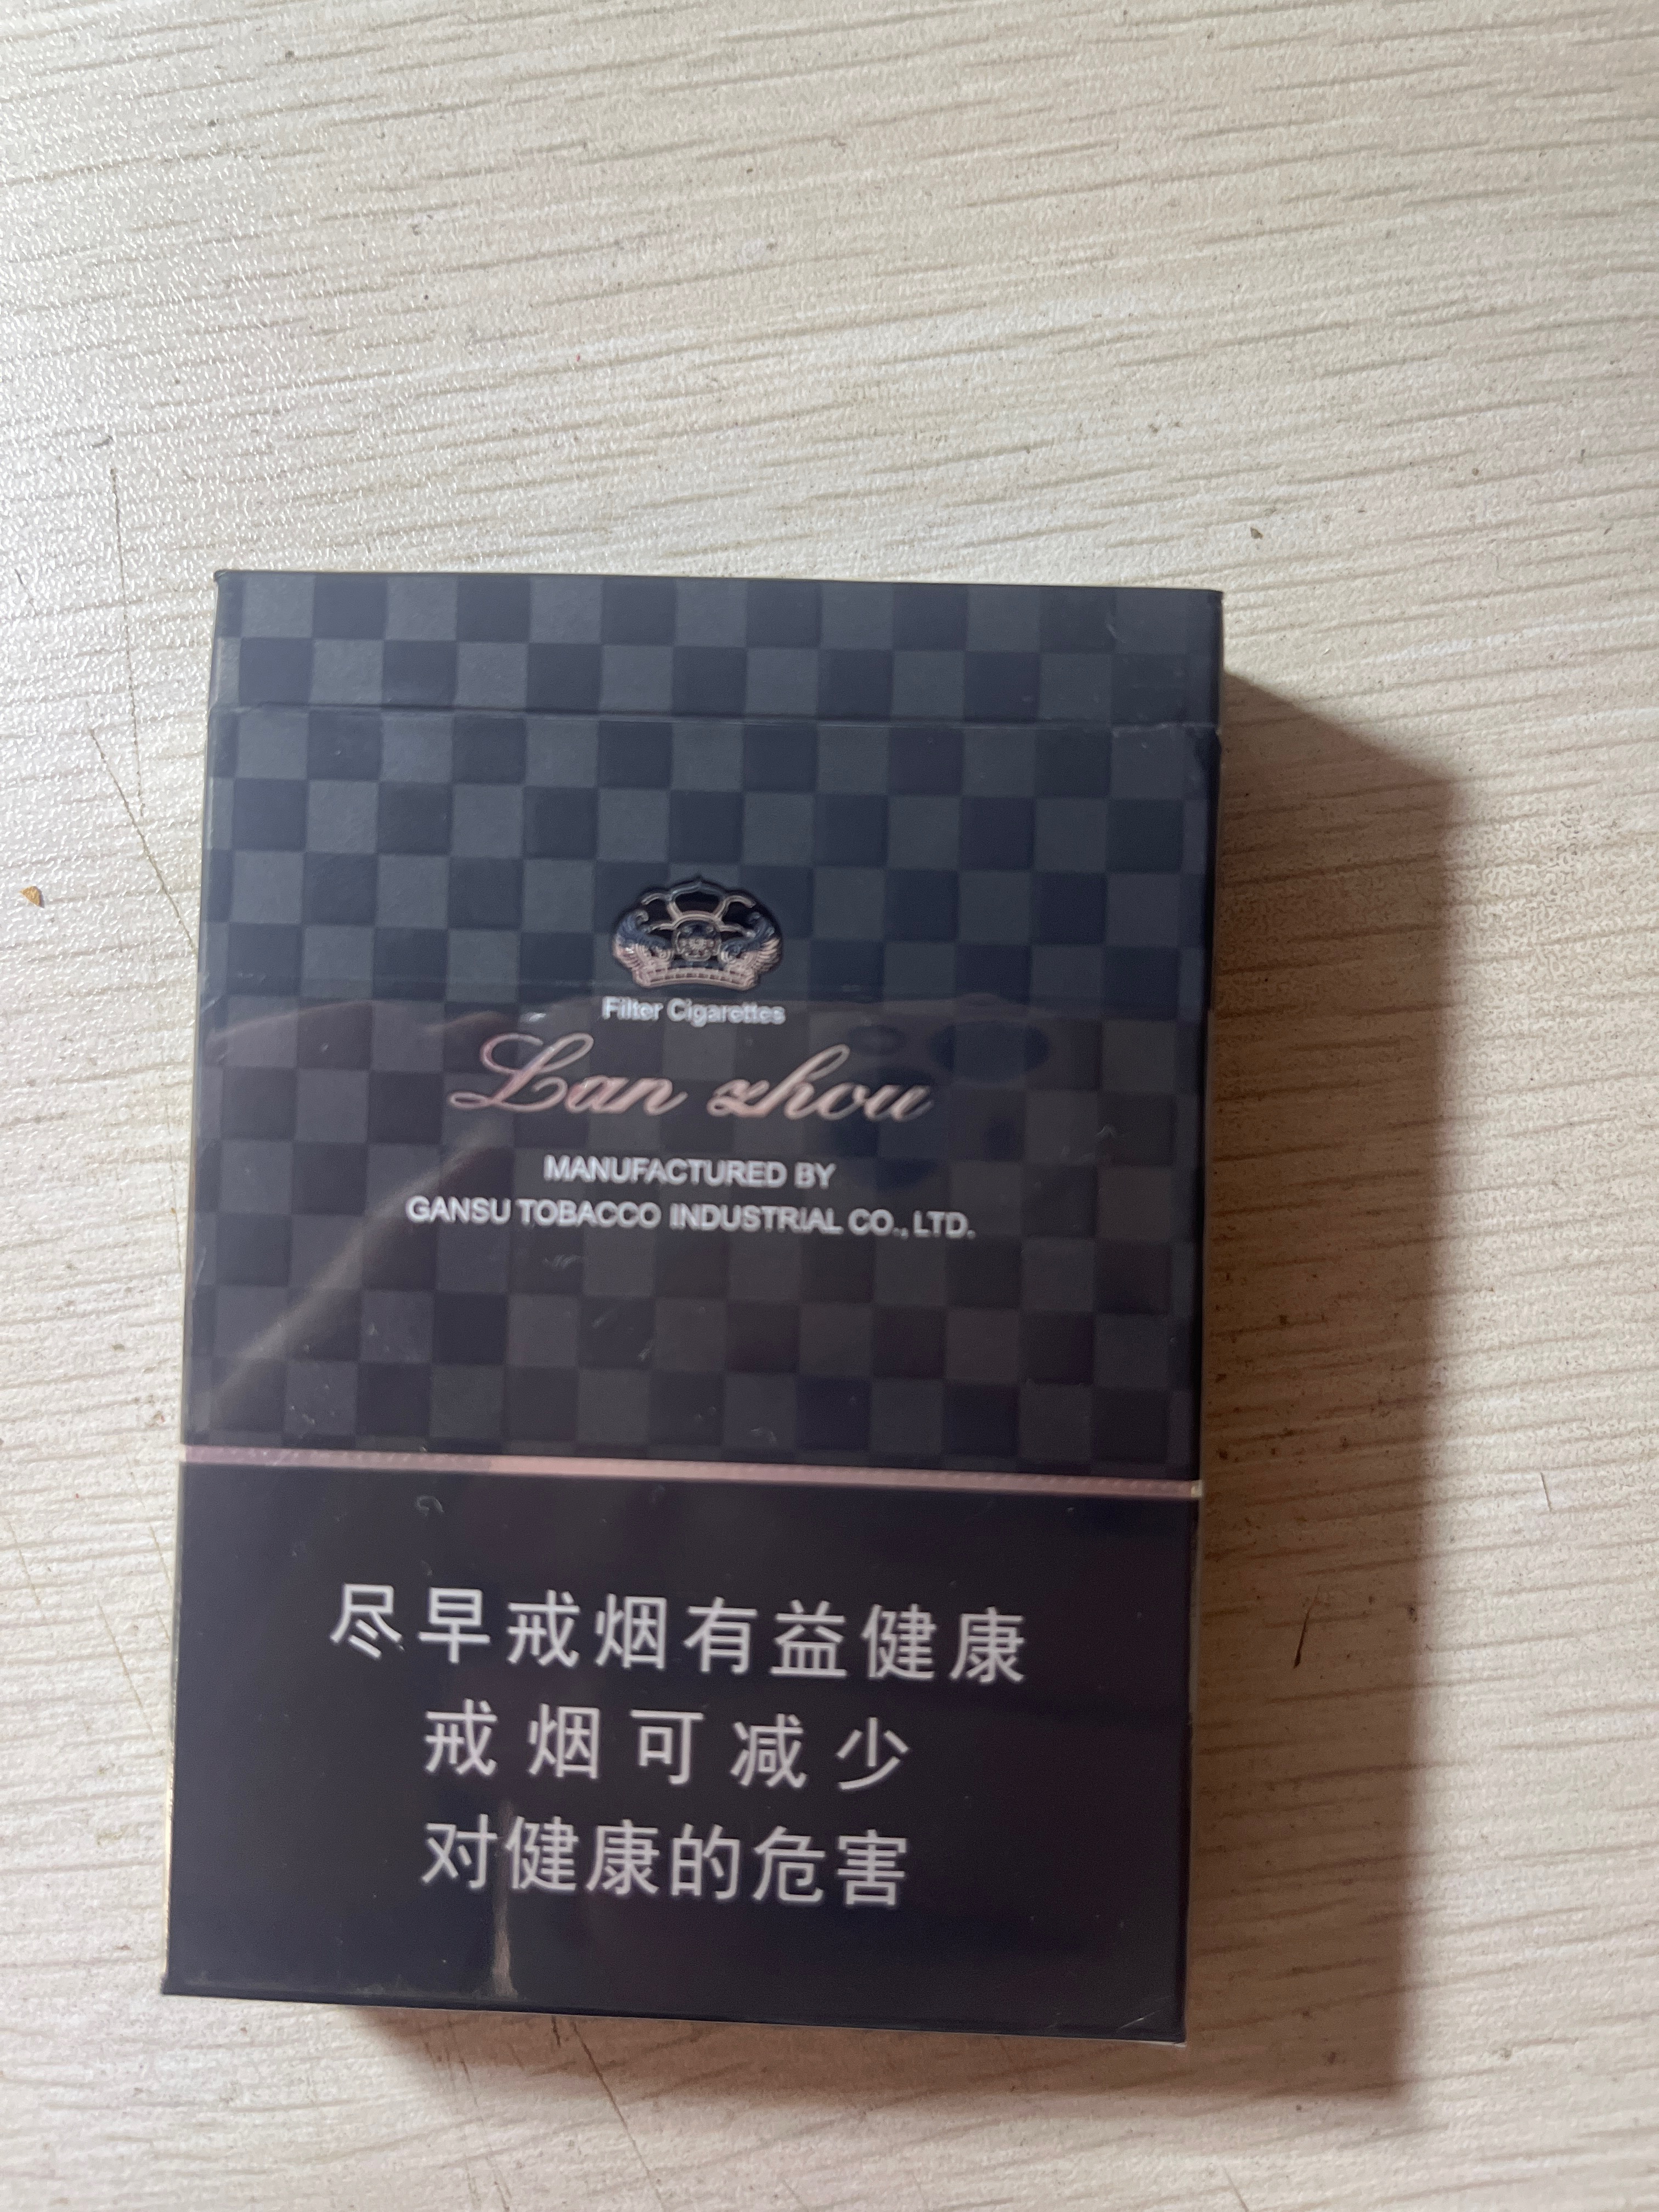 Filter Cigarettes
Lan zhou
MANUFACTURED BY
GANSU TOBACCO INDUSTRIAL CO., LTD.
尽早戒烟有益健康
戒烟可减少
对健康的危害